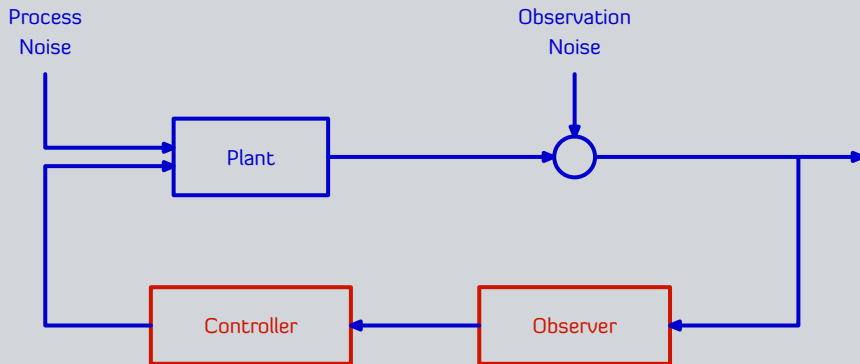 Process
Noise
Observation
Noise
Plant
Controller
Observer